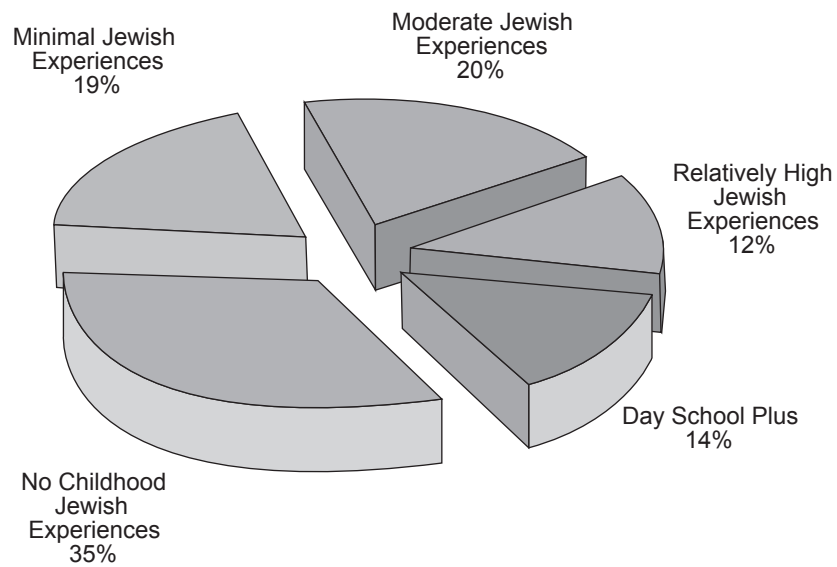 Moderate Jewish
Experiences
20%
Minimal Jewish
Experiences
19%
Relatively High
Jewish
Experiences
12%
Day School Plus
14%
No Childhood
Jewish
Experiences
35%